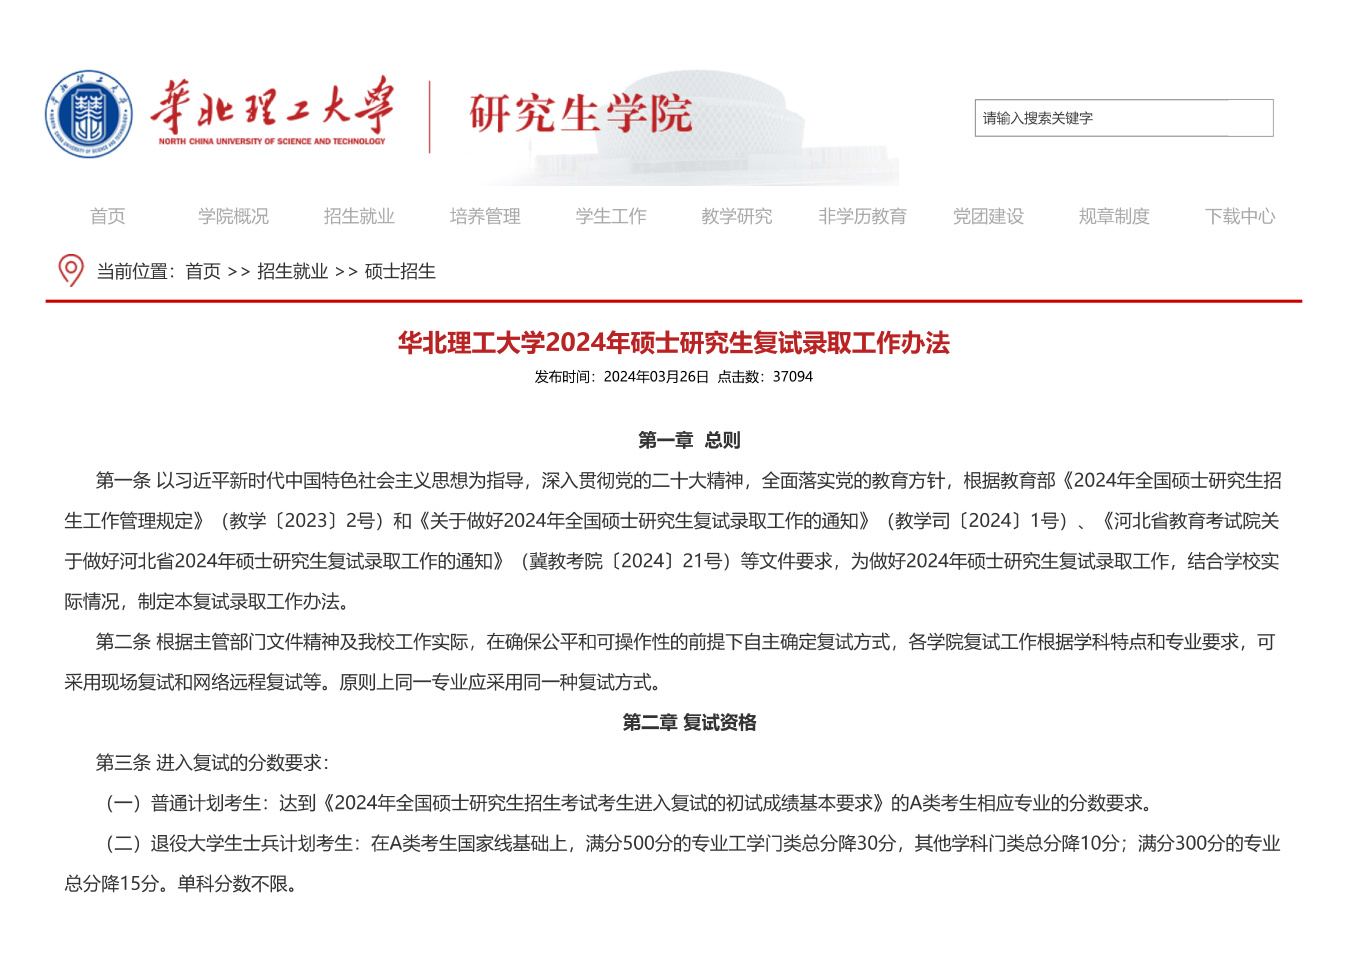 華北理工大學
NORTH CHINA UNIVERSITY OF SCIENCE AND TECHNOLOGY
研究生学院
请输入搜索关键字
首页 学院概况 招生就业 培养管理 学生工作 教学研究 非学历教育 党团建设 规章制度 下载中心
当前位置：首页 >> 招生就业 >> 硕士招生
华北理工大学2024年硕士研究生复试录取工作办法
发布时间：2024年03月26日 点击数：37094
第一章 总则
第一条 以习近平新时代中国特色社会主义思想为指导，深入贯彻党的二十大精神，全面落实党的教育方针，根据教育部《2024年全国硕士研究生招
生工作管理规定》（教学〔2023〕2号）和《关于做好2024年全国硕士研究生复试录取工作的通知》（教学司〔2024〕1号）、《河北省教育考试院关
于做好河北省2024年硕士研究生复试录取工作的通知》（冀教考院〔2024〕21号）等文件要求，为做好2024年硕士研究生复试录取工作，结合学校实
际情况，制定本复试录取工作办法。
第二条 根据主管部门文件精神及我校工作实际，在确保公平和可操作性的前提下自主确定复试方式，各学院复试工作根据学科特点和专业要求，可
采用现场复试和网络远程复试等。原则上同一专业应采用同一种复试方式。
第二章 复试资格
第三条 进入复试的分数要求：
（一）普通计划考生：达到《2024年全国硕士研究生招生考试考生进入复试的初试成绩基本要求》的A类考生相应专业的分数要求。
（二）退役大学生士兵计划考生：在A类考生国家线基础上，满分500分的专业工学门类总分降30分，其他学科门类总分降10分；满分300分的专业
总分降15分。单科分数不限。